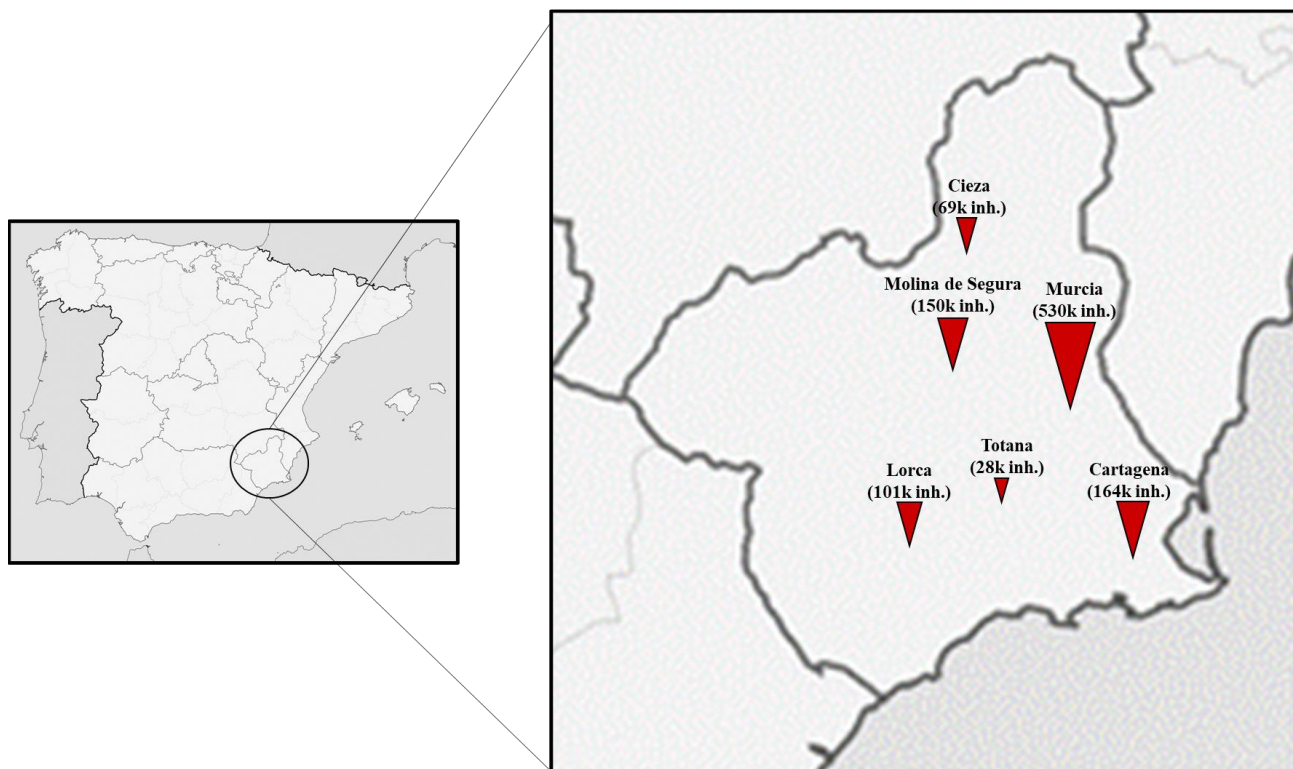 Cieza
(69k inh.)
Molina de Segura
(150k inh.)
Murcia
(530k inh.)
Totana
(28k inh.)
Lorca
(101k inh.)
Cartagena
(164k inh.)